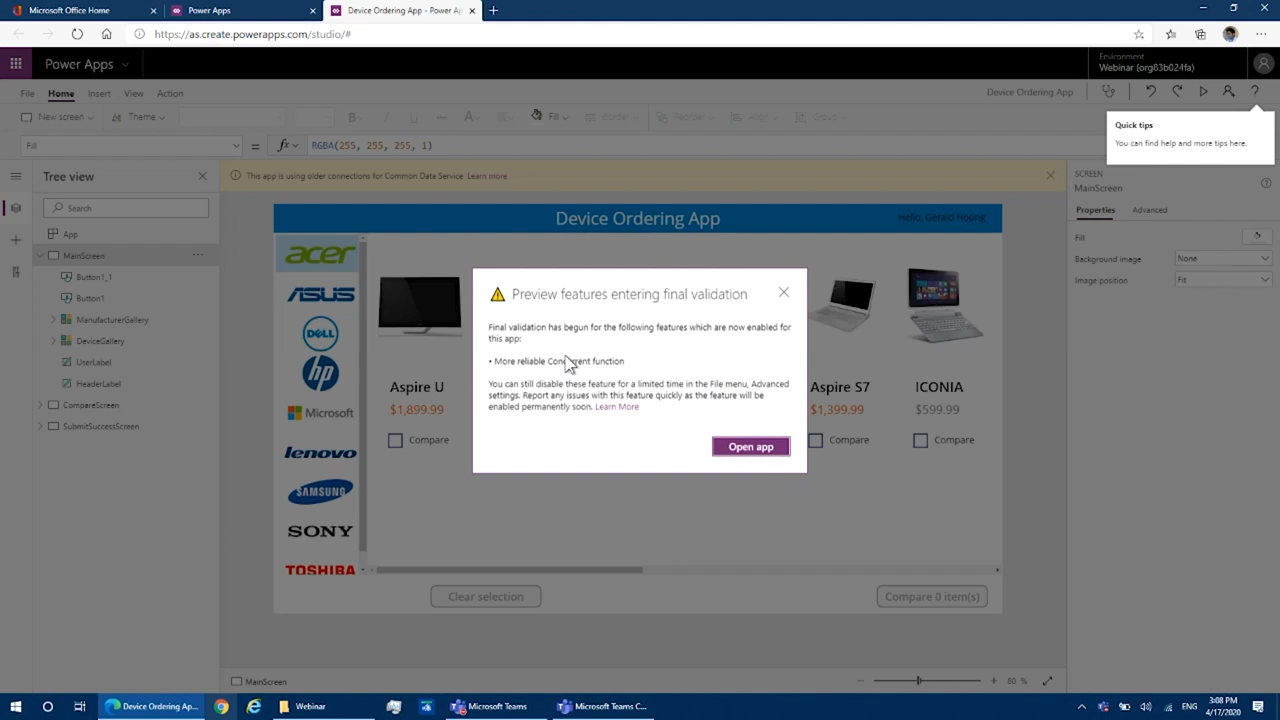 Microsoft Office Home
Power Apps
Device Ordering App - Power Ap
https://as.create.powerapps.com/studio/#
Power Apps
Environment
Webinar (org83b024fa)
File
Home
Insert
View
Action
Device Ordering App
New screen
Theme
Fill
Border
Reorder
Align
Group
Quick tips
You can find help and more tips here.
Fill
=
fx
RGBA(255, 255, 255, 1)
Tree view
This app is using older connections for Common Data Service. Learn more
SCREEN
MainScreen
Search
Properties
Advanced
Device Ordering App
Hello, Gerald Hoong
App
Fill
MainScreen
acer
Background image
None
Button1_1
Image position
Fit
Button1
ASUS
ManufacturerGallery
DeviceGallery
DELL
UserLabel
hp
HeaderLabel
CompareScreen
Microsoft
SubmitSuccessScreen
lenovo
SAMSUNG
SONY
TOSHIBA
Preview features entering final validation
Final validation has begun for the following features which are now enabled for
this app:
• More reliable Concurrent function
You can still disable these feature for a limited time in the File menu, Advanced
settings. Report any issues with this feature quickly as the feature will be
enabled permanently soon. Learn More
Open app
Aspire U
$1,899.99
Compare
Aspire S7
$1,399.99
Compare
ICONIA
$599.99
Compare
Clear selection
Compare 0 item(s)
MainScreen
80 %
Device Ordering Ap...
Webinar
Microsoft Teams
Microsoft Teams C...
ENG
3:08 PM
4/17/2020